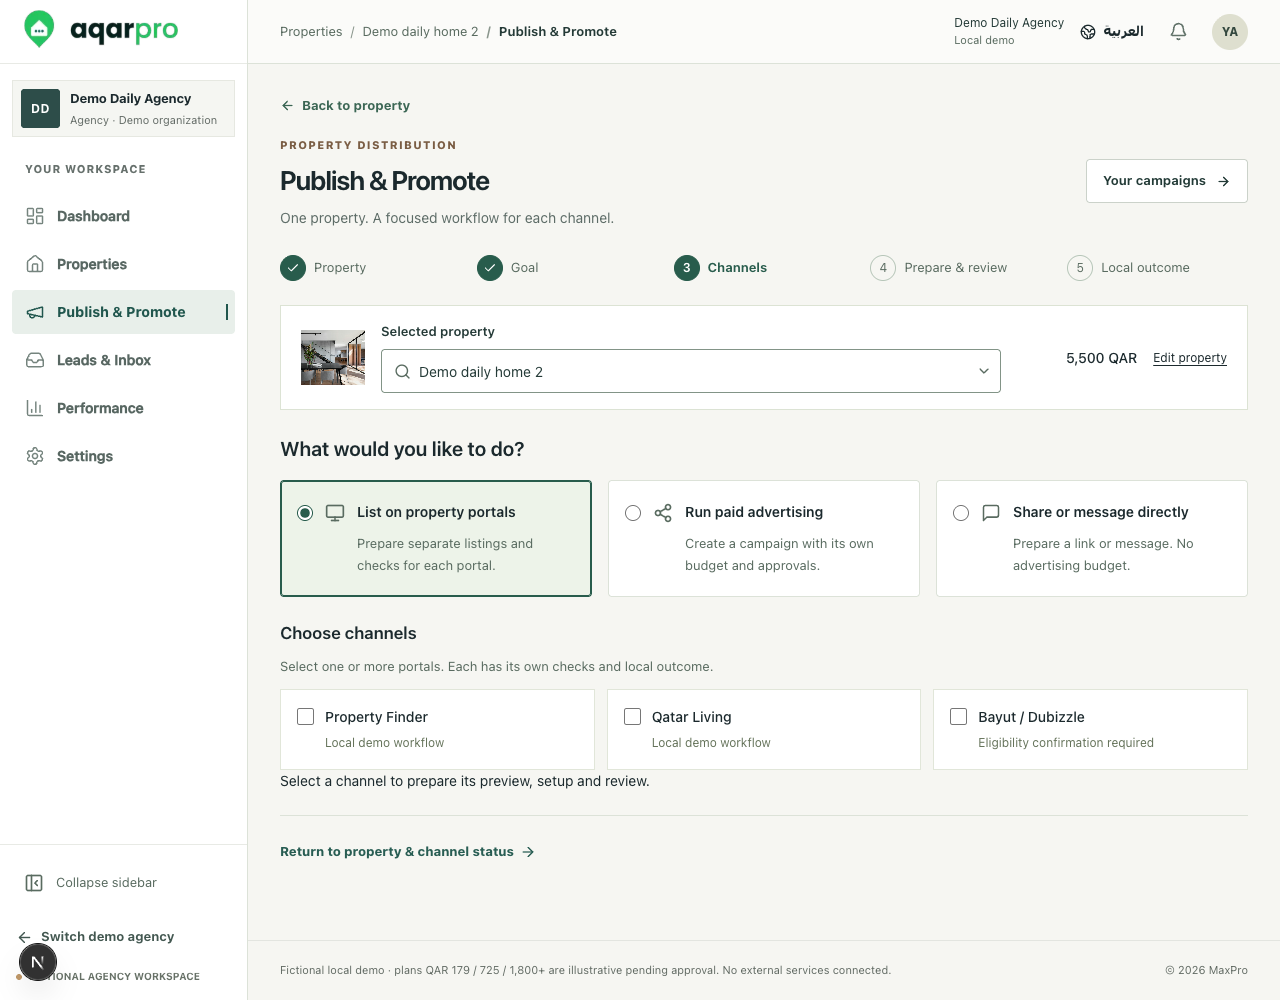 aqarpro
DD
Demo Daily Agency
Agency · Demo organization
YOUR WORKSPACE
Dashboard
Properties
Publish & Promote
Leads & Inbox
Performance
Settings
Collapse sidebar
Switch demo agency
N
IONAL AGENCY WORKSPACE
Properties / Demo daily home 2 / Publish & Promote
Demo Daily Agency
Local demo
العربية
YA
Back to property
PROPERTY DISTRIBUTION
Publish & Promote
One property. A focused workflow for each channel.
Your campaigns
Property
Goal
3 Channels
4 Prepare & review
5 Local outcome
Selected property
Demo daily home 2
5,500 QAR
Edit property
What would you like to do?
List on property portals
Prepare separate listings and
checks for each portal.
Run paid advertising
Create a campaign with its own
budget and approvals.
Share or message directly
Prepare a link or message. No
advertising budget.
Choose channels
Select one or more portals. Each has its own checks and local outcome.
Property Finder
Local demo workflow
Qatar Living
Local demo workflow
Bayut / Dubizzle
Eligibility confirmation required
Select a channel to prepare its preview, setup and review.
Return to property & channel status
Fictional local demo · plans QAR 179 / 725 / 1,800+ are illustrative pending approval. No external services connected.
© 2026 MaxPro